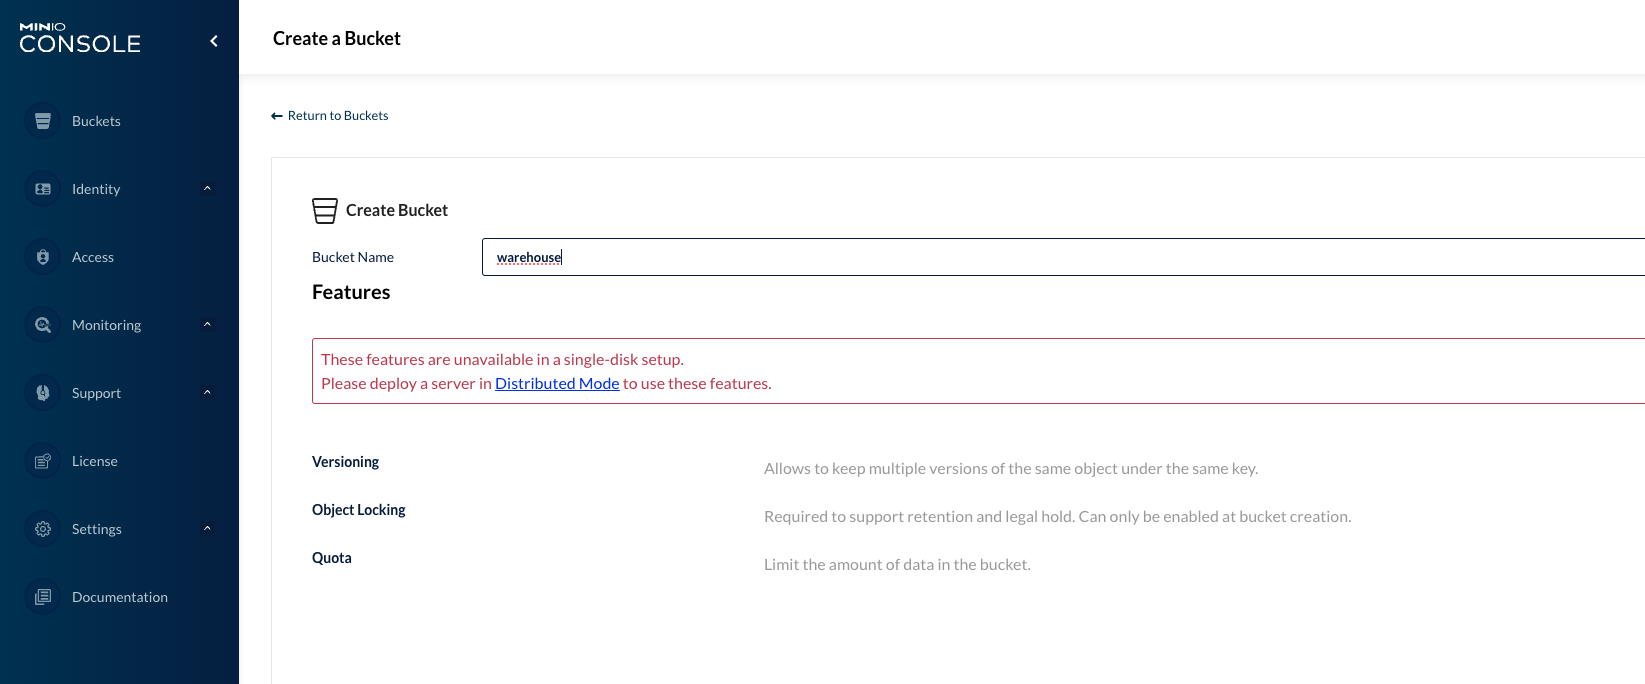 MINIO
CONSOLE
Buckets
Identity
Access
Monitoring
Support
License
Settings
Documentation
Create a Bucket
Return to Buckets
Create Bucket
Bucket Name warehouse
Features
These features are unavailable in a single-disk setup.
Please deploy a server in Distributed Mode to use these features.
Versioning Allows to keep multiple versions of the same object under the same key.
Object Locking Required to support retention and legal hold. Can only be enabled at bucket creation.
Quota Limit the amount of data in the bucket.